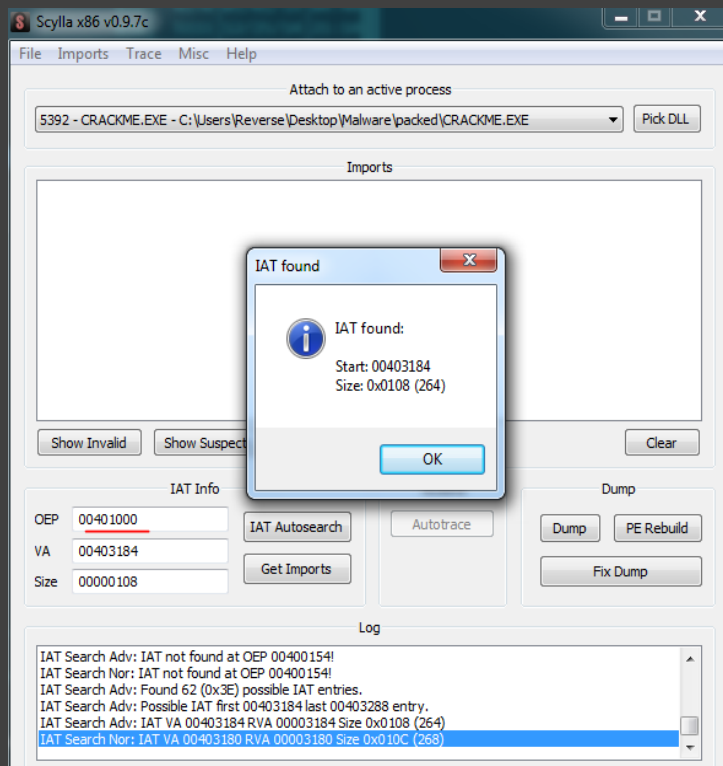 Scylla x86 v0.9.7c
File Imports Trace Misc Help
Attach to an active process
5392 - CRACKME.EXE - C:\Users\Reverse\Desktop\Malware\packed\CRACKME.EXE
Pick DLL
Imports
IAT found
IAT found:
Start: 00403184
Size: 0x0108 (264)
OK
Show Invalid
Show Suspect
Clear
IAT Info
OEP 00401000
IAT Autosearch
VA 00403184
Get Imports
Size 00000108
Autotrace
Dump
Dump
PE Rebuild
Fix Dump
Log
IAT Search Adv: IAT not found at OEP 00400154!
IAT Search Nor: IAT not found at OEP 00400154!
IAT Search Adv: Found 62 (0x3E) possible IAT entries.
IAT Search Adv: Possible IAT first 00403184 last 00403288 entry.
IAT Search Adv: IAT VA 00403184 RVA 00003184 Size 0x0108 (264)
IAT Search Nor: IAT VA 00403180 RVA 00003180 Size 0x010C (268)